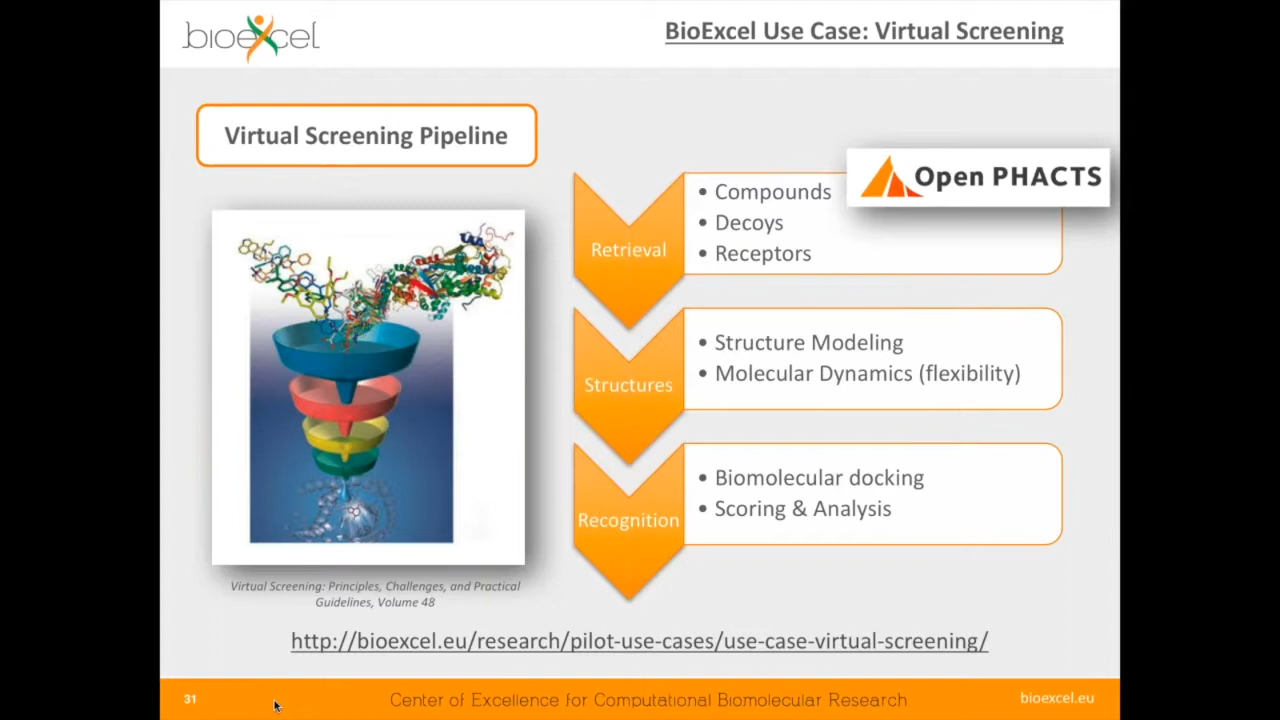 bioexcel
BioExcel Use Case: Virtual Screening
Virtual Screening Pipeline
Open PHACTS
Retrieval
• Compounds
• Decoys
• Receptors
Structures
• Structure Modeling
• Molecular Dynamics (flexibility)
Recognition
• Biomolecular docking
• Scoring & Analysis
Virtual Screening: Principles, Challenges, and Practical
Guidelines, Volume 48
http://bioexcel.eu/research/pilot-use-cases/use-case-virtual-screening/
31
Center of Excellence for Computational Biomolecular Research
bioexcel.eu